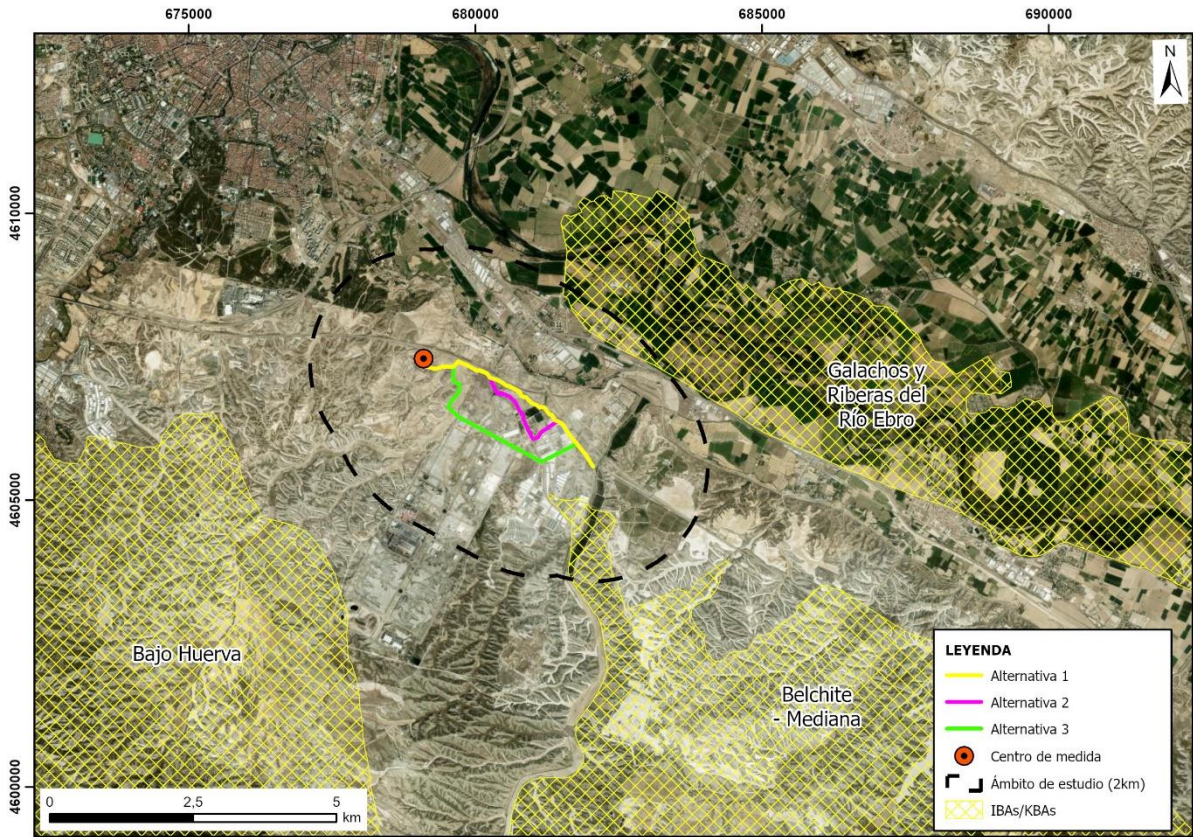 675000
680000
685000
690000
N
4610000
4605000
4600000
Galachos y
Riberas del
Río Ebro
Bajo Huerva
Belchite
- Mediana
LEYENDA
Alternativa 1
Alternativa 2
Alternativa 3
Centro de medida
Ámbito de estudio (2km)
IBAs/KBAs
0
2,5
5
km